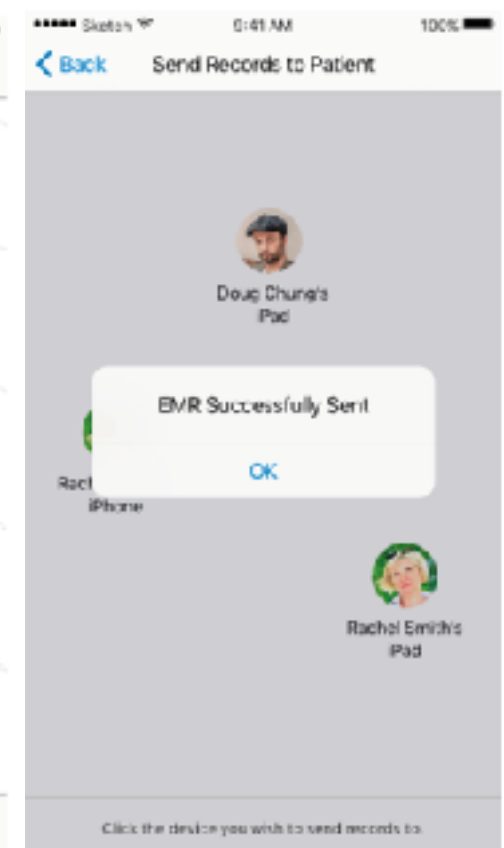 Sketch 9:41 AM 100%
Back Send Records to Patient
Doug Chung's
iPad
EMR Successfully Sent
OK
iPhone
Rachel Smith's
iPad
Click the device you wish to send records to.